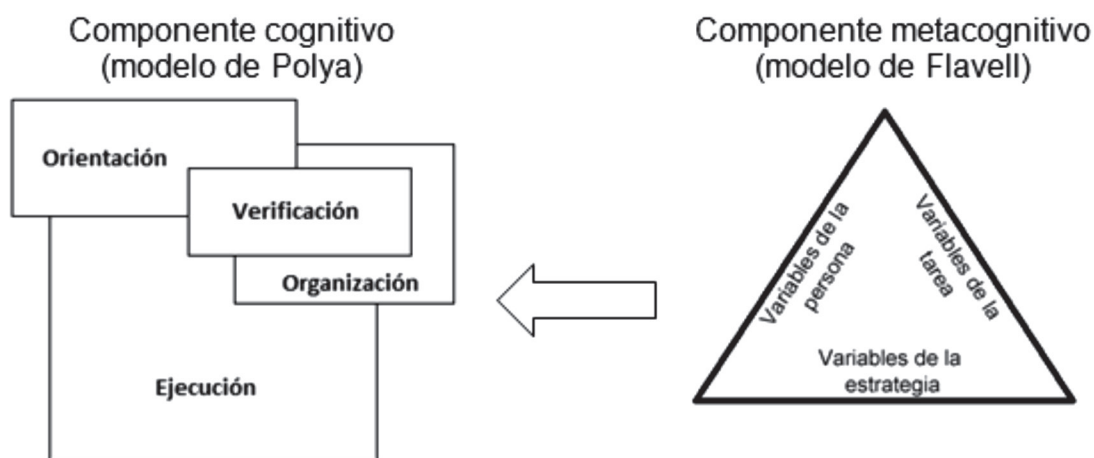 Componente cognitivo
(modelo de Polya)
Orientación
Verificación
Organización
Ejecución
Componente metacognitivo
(modelo de Flavell)
Variables de la
persona
Variables de la
tarea
Variables de la
estrategia